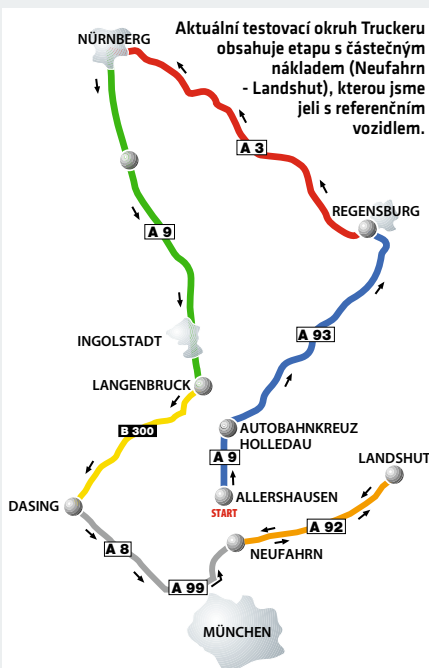 Aktuální testovací okruh Truckeru
obsahuje etapu s částečným
nákladem (Neufahrn
- Landshut), kterou jsme
jeli s referenčním
vozidlem.
NÜRNBERG
A 3
REGENSBURG
A 9
A 93
INGOLSTADT
LANGENBRUCK
B 300
AUTOBAHNKREUZ
HOLLEDAU
A 9
LANDSHUT
ALLERSHAUSEN
START
DASING
A 92
A 8
NEUFAHRN
A 99
MÜNCHEN